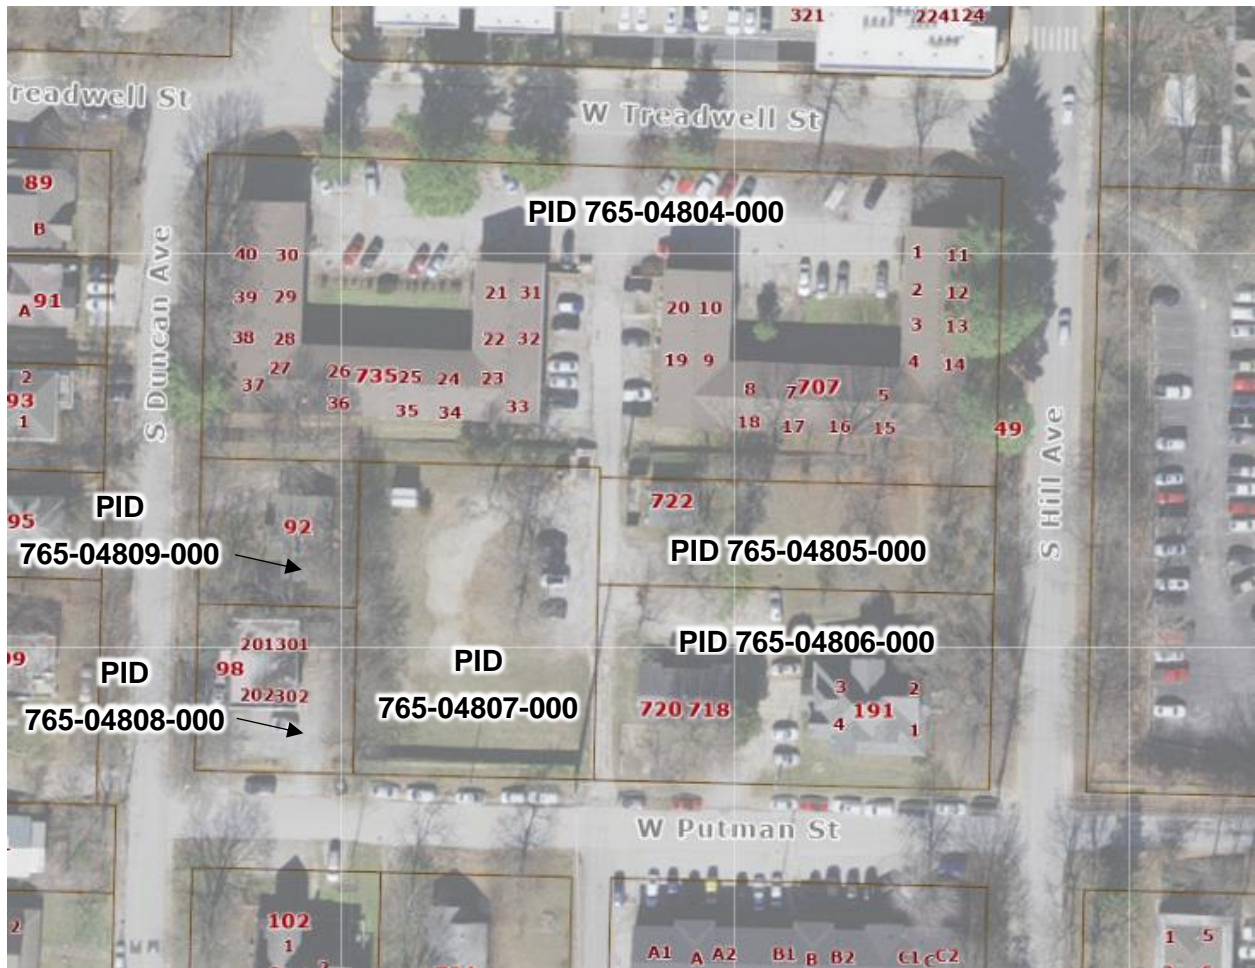 321
224124
Treadwell St
W Treadwell St
89
B
PID 765-04804-000
S Duncan Ave
40 30
1 11
A 91
39 29
21 31
2 12
20 10
38 28
22 32
3 13
27
37
26 735 25 24 23
19 9
4 14
2
93
1
36 35 34 33
8 7 707 5
18 17 16 15
49
S Hill Ave
95
PID
765-04809-000
92
722
PID 765-04805-000
99
PID
765-04808-000
201301
98
202302
PID
765-04807-000
PID 765-04806-000
720 718
3 2
191
4 1
W Putman St
2
102
1
2
A1 A A2 B1 B B2 C1 C C2
1 5